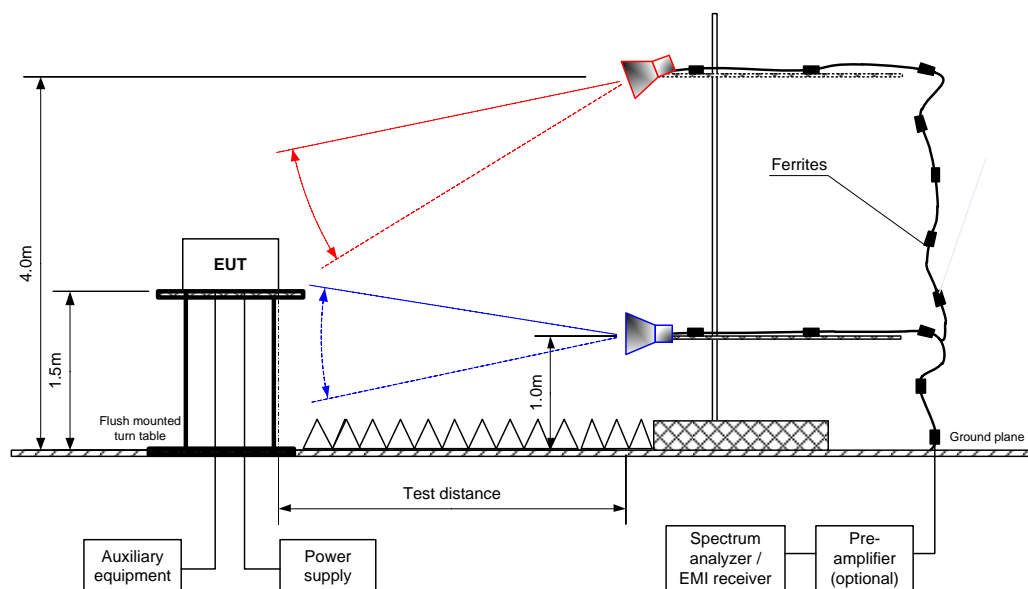 4.0m
Ferrites
EUT
1.5m
1.0m
Flush mounted
turn table
Ground plane
Test distance
Auxiliary
equipment
Power
supply
Spectrum
analyzer /
EMI receiver
Pre-
amplifier
(optional)